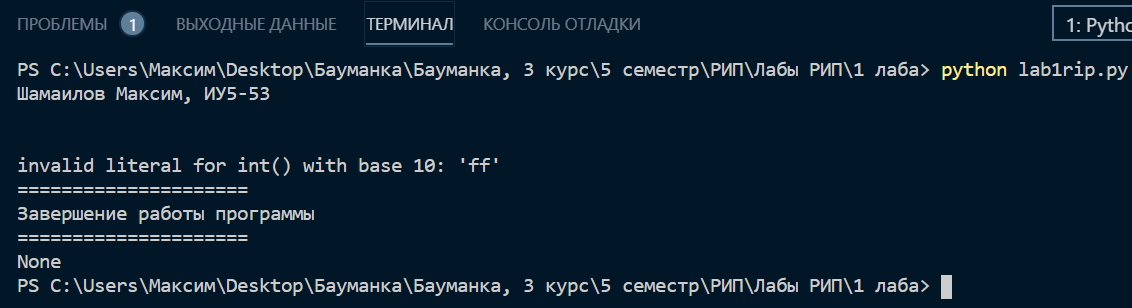 ПРОБЛЕМЫ 1 ВЫХОДНЫЕ ДАННЫЕ ТЕРМИНАЛ КОНСОЛЬ ОТЛАДКИ 1: Pytho
PS C:\Users\Максим\Desktop\Бауманка\Бауманка, 3 курс\5 семестр\РИП\Лабы РИП\1 лаба> python lab1rip.py
Шамаилов Максим, ИУ5-53
invalid literal for int() with base 10: 'ff'
=====================
Завершение работы программы
=====================
None
PS C:\Users\Максим\Desktop\Бауманка\Бауманка, 3 курс\5 семестр\РИП\Лабы РИП\1 лаба>